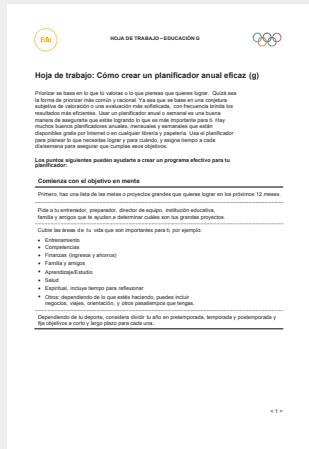 Edu
HOJA DE TRABAJO – EDUCACIÓN G
Hoja de trabajo: Cómo crear un planificador anual eficaz (g)
Priorizar se basa en lo que tú valoras o lo que piensas que quieres lograr. Quizá sea
la forma de priorizar más común y racional. Ya sea que se base en una conjetura
subjetiva de valoración o una evaluación más sofisticada, con frecuencia brinda los
resultados más eficientes. Usar un planificador anual o semanal es una buena
manera de asegurarte que estás logrando lo que es más importante para ti. Hay
muchos buenos planificadores anuales, mensuales y semanales que están
disponibles gratis por Internet o en cualquier librería y papelería. Usa el planificador
para planear lo que necesitas lograr y para cuándo, y asigna tiempo a cada
día/semana para asegurar que cumplas esos objetivos.
Los puntos siguientes pueden ayudarte a crear un programa efectivo para tu
planificador:
Comienza con el objetivo en mente
Primero, haz una lista de las metas o proyectos grandes que quieras lograr en los próximos 12 meses.
Pide a tu entrenador, preparador, director de equipo, institución educativa,
familia y amigos que te ayuden a determinar cuáles son tus grandes proyectos.
Cubre las áreas de tu vida que son importantes para ti, por ejemplo:
• Entrenamiento
• Competencias
• Finanzas (ingresos y ahorros)
• Familia y amigos
• Aprendizaje/Estudio
• Salud
• Espiritual, incluye tiempo para reflexionar
• Otros: dependiendo de lo que estés haciendo, puedes incluir
negocios, viajes, orientación, y otros pasatiempos que tengas.
Dependiendo de tu deporte, considera dividir tu año en pretemporada, temporada y postemporada y
fija objetivos a corto y largo plazo para cada una.
< 1 >